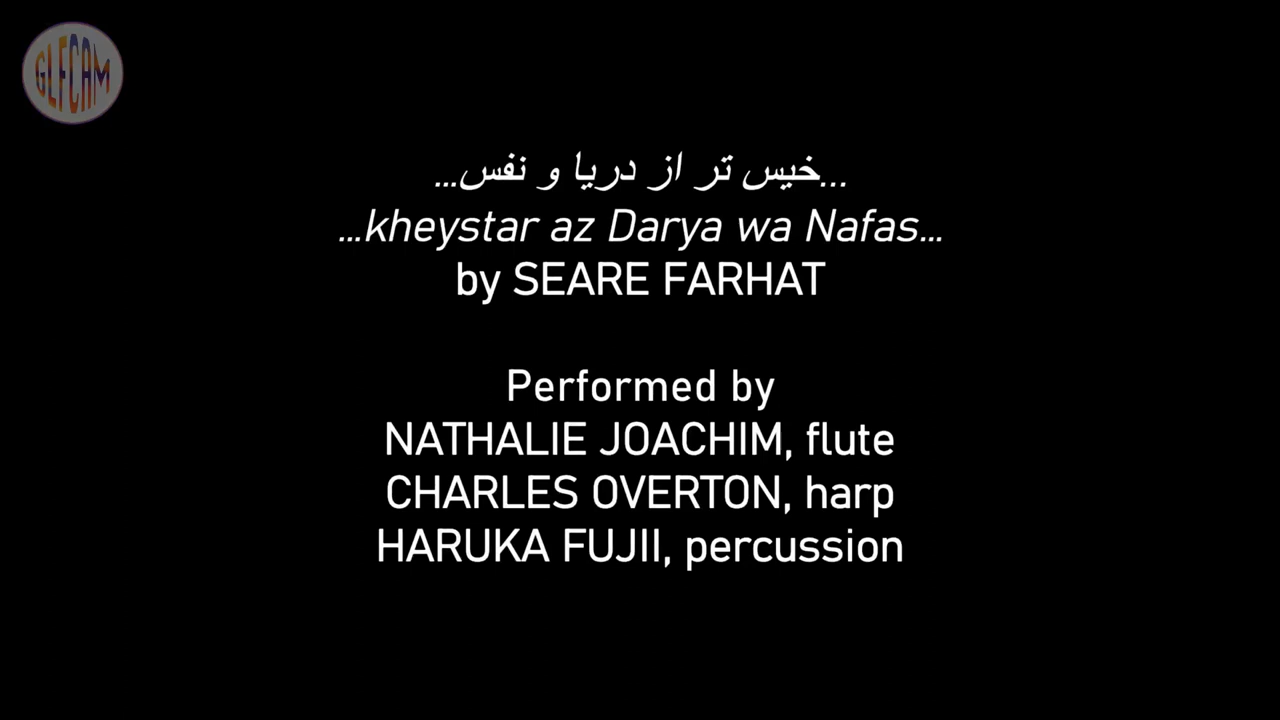 GLFCAM
...خیس تر از دریا و نفس...
...kheystar az Darya wa Nafas...
by SEARE FARHAT
Performed by
NATHALIE JOACHIM, flute
CHARLES OVERTON, harp
HARUKA FUJII, percussion